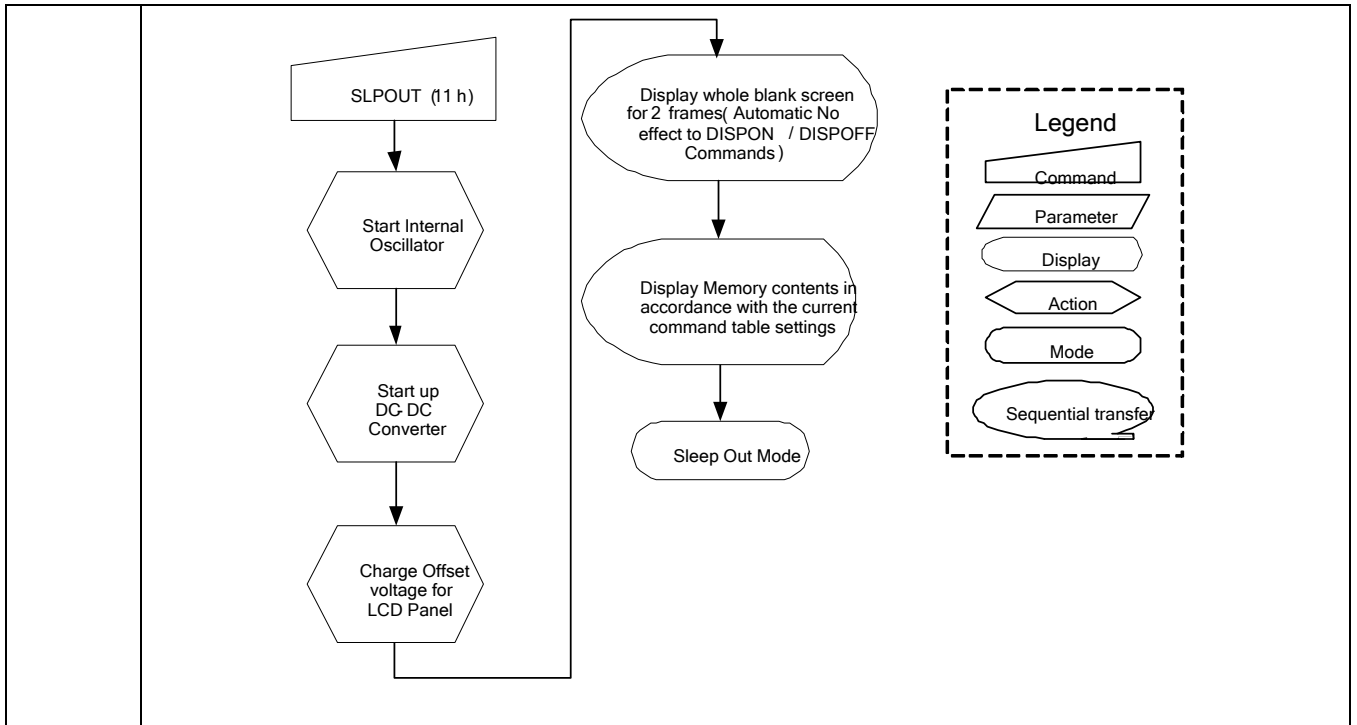 SLPOUT (11 h)
Start Internal
Oscillator
Start up
DC-DC
Converter
Charge Offset
voltage for
LCD Panel
Display whole blank screen
for 2 frames( Automatic No
effect to DISPON / DISPOFF
Commands )
Display Memory contents in
accordance with the current
command table settings
Sleep Out Mode
Legend
Command
Parameter
Display
Action
Mode
Sequential transfer